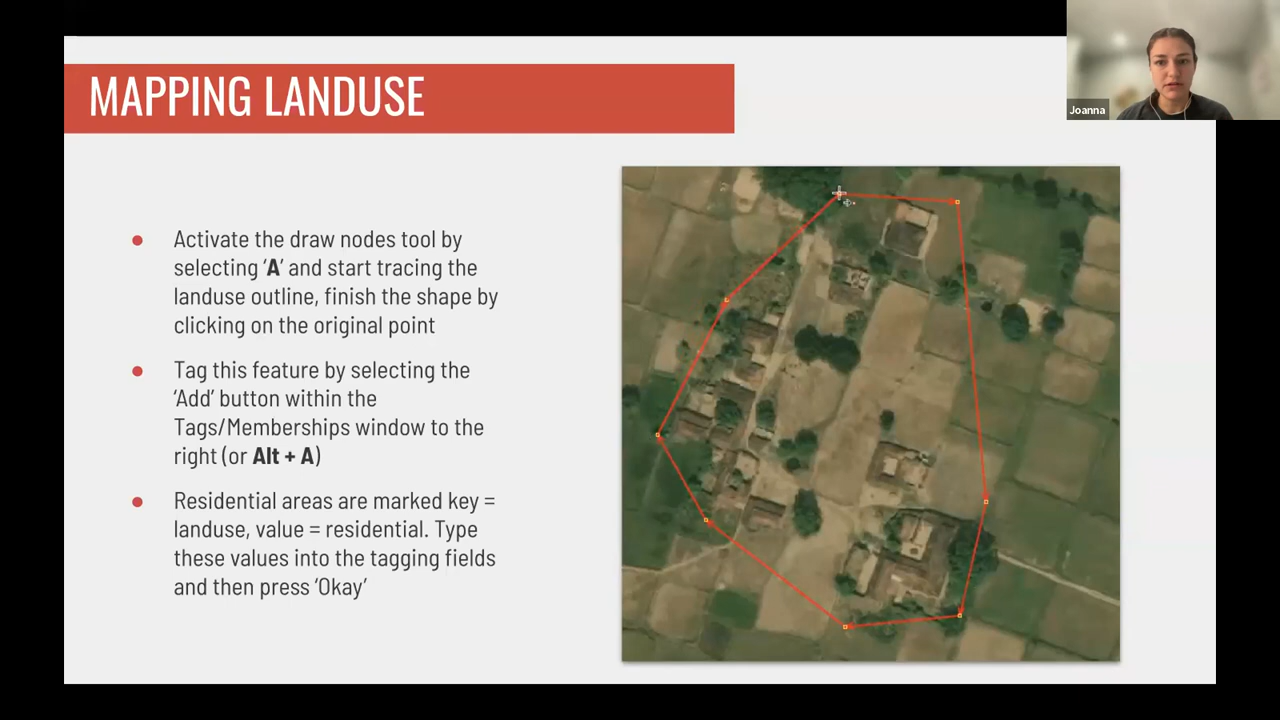 MAPPING LANDUSE
Joanna
● Activate the draw nodes tool by
selecting ‘A’ and start tracing the
landuse outline, finish the shape by
clicking on the original point
● Tag this feature by selecting the
‘Add’ button within the
Tags/Memberships window to the
right (or Alt + A)
● Residential areas are marked key =
landuse, value = residential. Type
these values into the tagging fields
and then press ‘Okay’